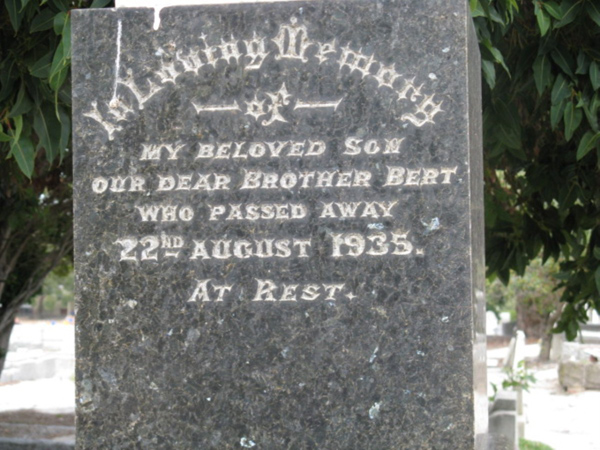 In Loving Memory
— of —
MY BELOVED SON
OUR DEAR BROTHER BERT
WHO PASSED AWAY
22ND AUGUST 1935.
AT REST.